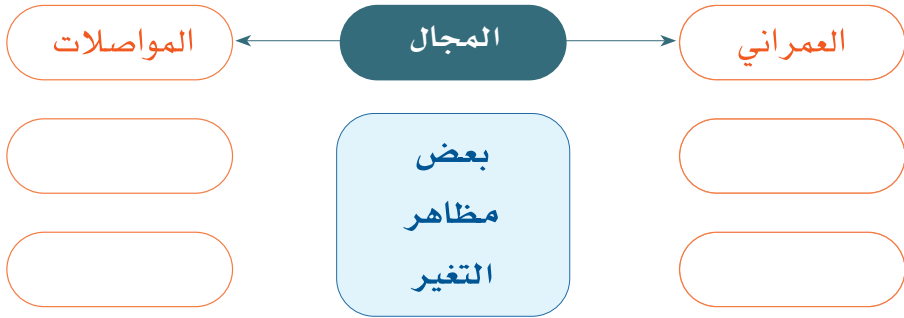 العمراني
المجال
المواصلات
بعض
مظاهر
التغير